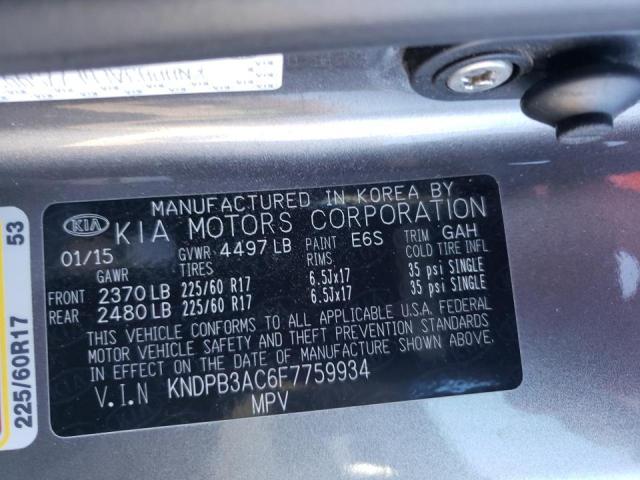 MANUFACTURED IN KOREA BY
KIA KIA MOTORS CORPORATION
01/15 GVWR 4497 LB PAINT E6S TRIM GAH
GAWR TIRES RIMS COLD TIRE INFL
FRONT 2370 LB 225/60 R17 6.5Jx17 35 psi SINGLE
REAR 2480 LB 225/60 R17 6.5Jx17 35 psi SINGLE
THIS VEHICLE CONFORMS TO ALL APPLICABLE U.S.A. FEDERAL
MOTOR VEHICLE SAFETY AND THEFT PREVENTION STANDARDS
IN EFFECT ON THE DATE OF MANUFACTURE SHOWN ABOVE.
V.I.N KNDPB3AC6F7759934
MPV
225/60R17 53